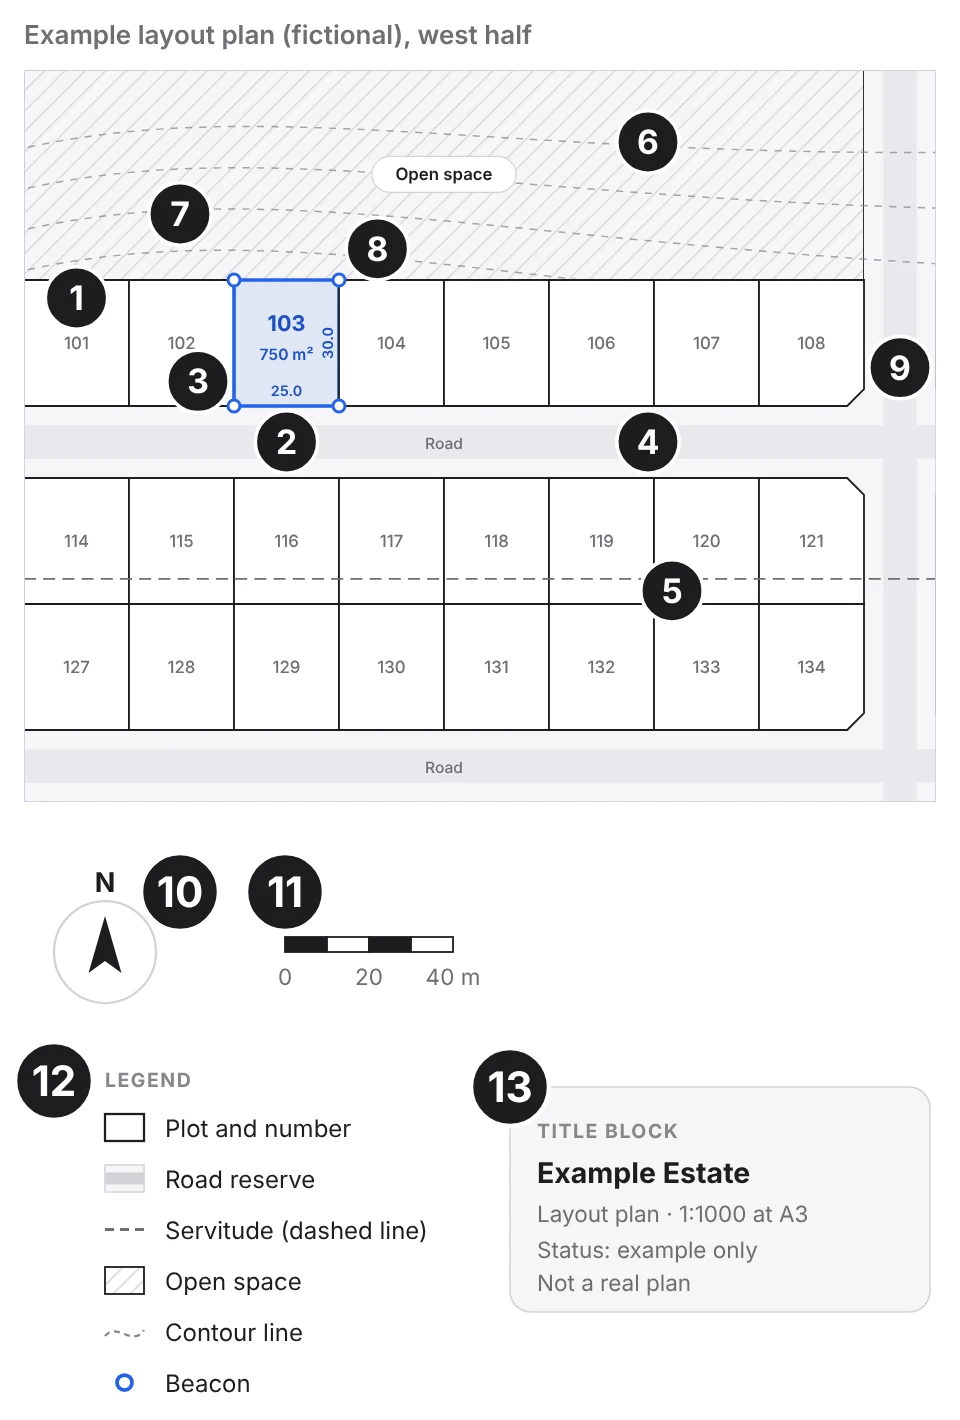 Example layout plan (fictional), west half
6
Open space
7
8
1
103
101
102
750 m²
30.0
104
105
106
107
108
3
25.0
9
2
Road
4
114
115
116
117
118
119
120
121
5
127
128
129
130
131
132
133
134
Road
N
10
11
0 20 40 m
12
LEGEND
Plot and number
Road reserve
Servitude (dashed line)
Open space
Contour line
Beacon
13
TITLE BLOCK
Example Estate
Layout plan · 1:1000 at A3
Status: example only
Not a real plan